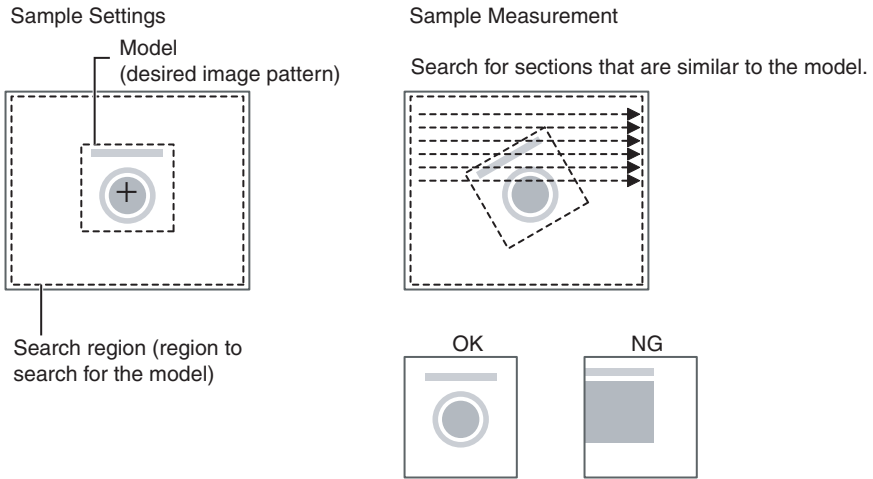 Sample Settings
Model
(desired image pattern)
Search region (region to
search for the model)
Sample Measurement
Search for sections that are similar to the model.
OK
NG